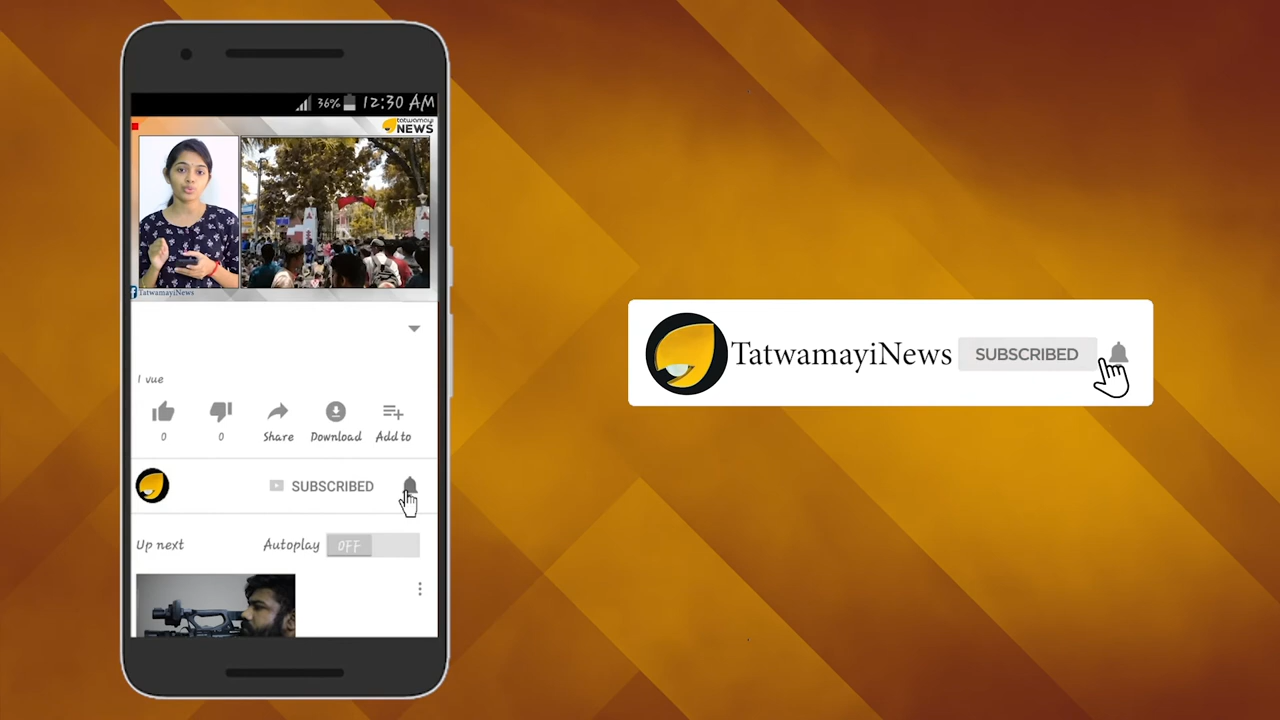 36% 12:30 AM
tatwamayi
NEWS
TatwamayiNews
1 vue
0 0 Share Download Add to
SUBSCRIBED
Up next Autoplay OFF
TatwamayiNews SUBSCRIBED